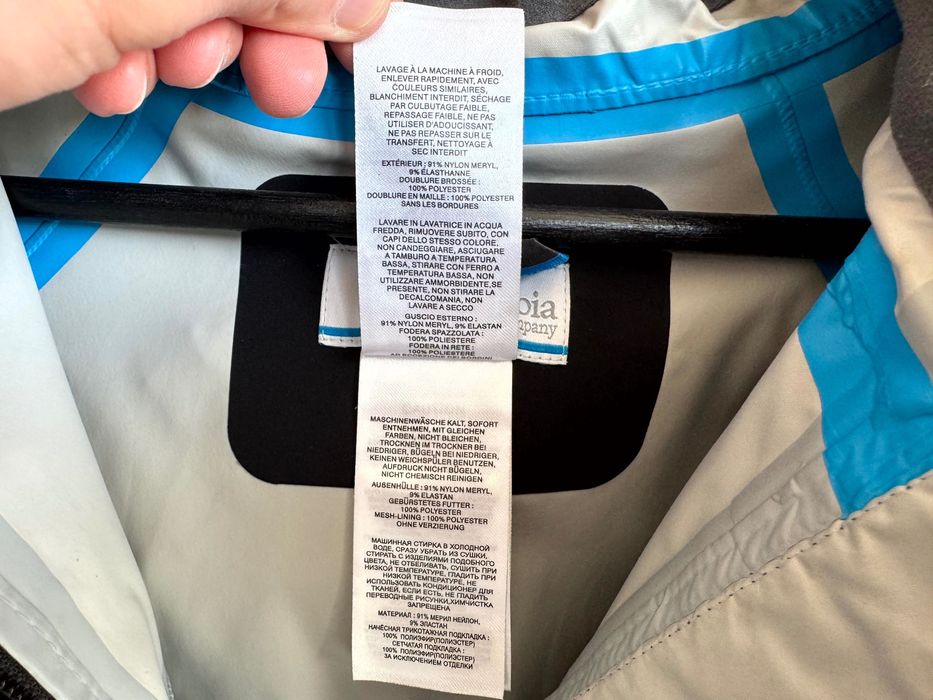 LAVAGE À LA MACHINE À FROID,
ENLEVER RAPIDEMENT, AVEC
COULEURS SIMILAIRES,
BLANCHIMENT INTERDIT, SÉCHAGE
PAR CULBUTAGE FAIBLE,
REPASSAGE FAIBLE, NE PAS
UTILISER D'ADOUCISSANT,
NE PAS REPASSER SUR LE
TRANSFERT, NETTOYAGE À
SEC INTERDIT
EXTÉRIEUR : 91% NYLON MERYL,
9% ÉLASTHANNE
DOUBLURE BROSSÉE :
100% POLYESTER
DOUBLURE EN MAILLE : 100% POLYESTER
SANS LES BORDURES
LAVARE IN LAVATRICE IN ACQUA
FREDDA, RIMUOVERE SUBITO, CON
CAPI DELLO STESSO COLORE,
NON CANDEGGIARE, ASCIUGARE
A TAMBURO A TEMPERATURA
BASSA, STIRARE CON FERRO A
TEMPERATURA BASSA, NON
UTILIZZARE AMMORBIDENTE,SE
PRESENTE, NON STIRARE LA
DECALCOMANIA, NON
LAVARE A SECCO
GUSCIO ESTERNO :
91% NYLON MERYL, 9% ELASTAN
FODERA SPAZZOLATA :
100% POLIESTERE
FODERA IN RETE :
100% POLIESTERE
AD ECCEZIONE DEI BORDINI
bia
mpany
MASCHINENWÄSCHE KALT, SOFORT
ENTNEHMEN, MIT GLEICHEN
FARBEN, NICHT BLEICHEN,
TROCKNEN IM TROCKNER BEI
NIEDRIGER, BÜGELN BEI NIEDRIGER,
KEINEN WEICHSPÜLER BENUTZEN,
AUFDRUCK NICHT BÜGELN,
NICHT CHEMISCH REINIGEN
AUßENHÜLLE : 91% NYLON MERYL,
9% ELASTAN
GEBÜRSTETES FUTTER :
100% POLYESTER
MESH-LINING : 100% POLYESTER
OHNE VERZIERUNG
МАШИННАЯ СТИРКА В ХОЛОДНОЙ
ВОДЕ, СРАЗУ УБРАТЬ ИЗ СУШКИ,
СТИРАТЬ С ИЗДЕЛИЯМИ ПОДОБНОГО
ЦВЕТА, НЕ ОТБЕЛИВАТЬ, СУШИТЬ ПРИ
НИЗКОЙ ТЕМПЕРАТУРЕ, ГЛАДИТЬ ПРИ
НИЗКОЙ ТЕМПЕРАТУРЕ, НЕ
ИСПОЛЬЗОВАТЬ КОНДИЦИОНЕР ДЛЯ
ТКАНЕЙ, ЕСЛИ ЕСТЬ, НЕ ГЛАДИТЬ
ПЕРЕВОДНЫЕ РИСУНКИ,ХИМЧИСТКА
ЗАПРЕЩЕНА
МАТЕРИАЛ : 91% МЕРИЛ НЕЙЛОН,
9% ЭЛАСТАН
НАЧЁСНАЯ ТРИКОТАЖНАЯ ПОДКЛАДКА :
100% ПОЛИЭФИР(ПОЛИЭСТЕР)
СЕТЧАТАЯ ПОДКЛАДКА :
100% ПОЛИЭФИР(ПОЛИЭСТЕР)
ЗА ИСКЛЮЧЕНИЕМ ОТДЕЛКИ